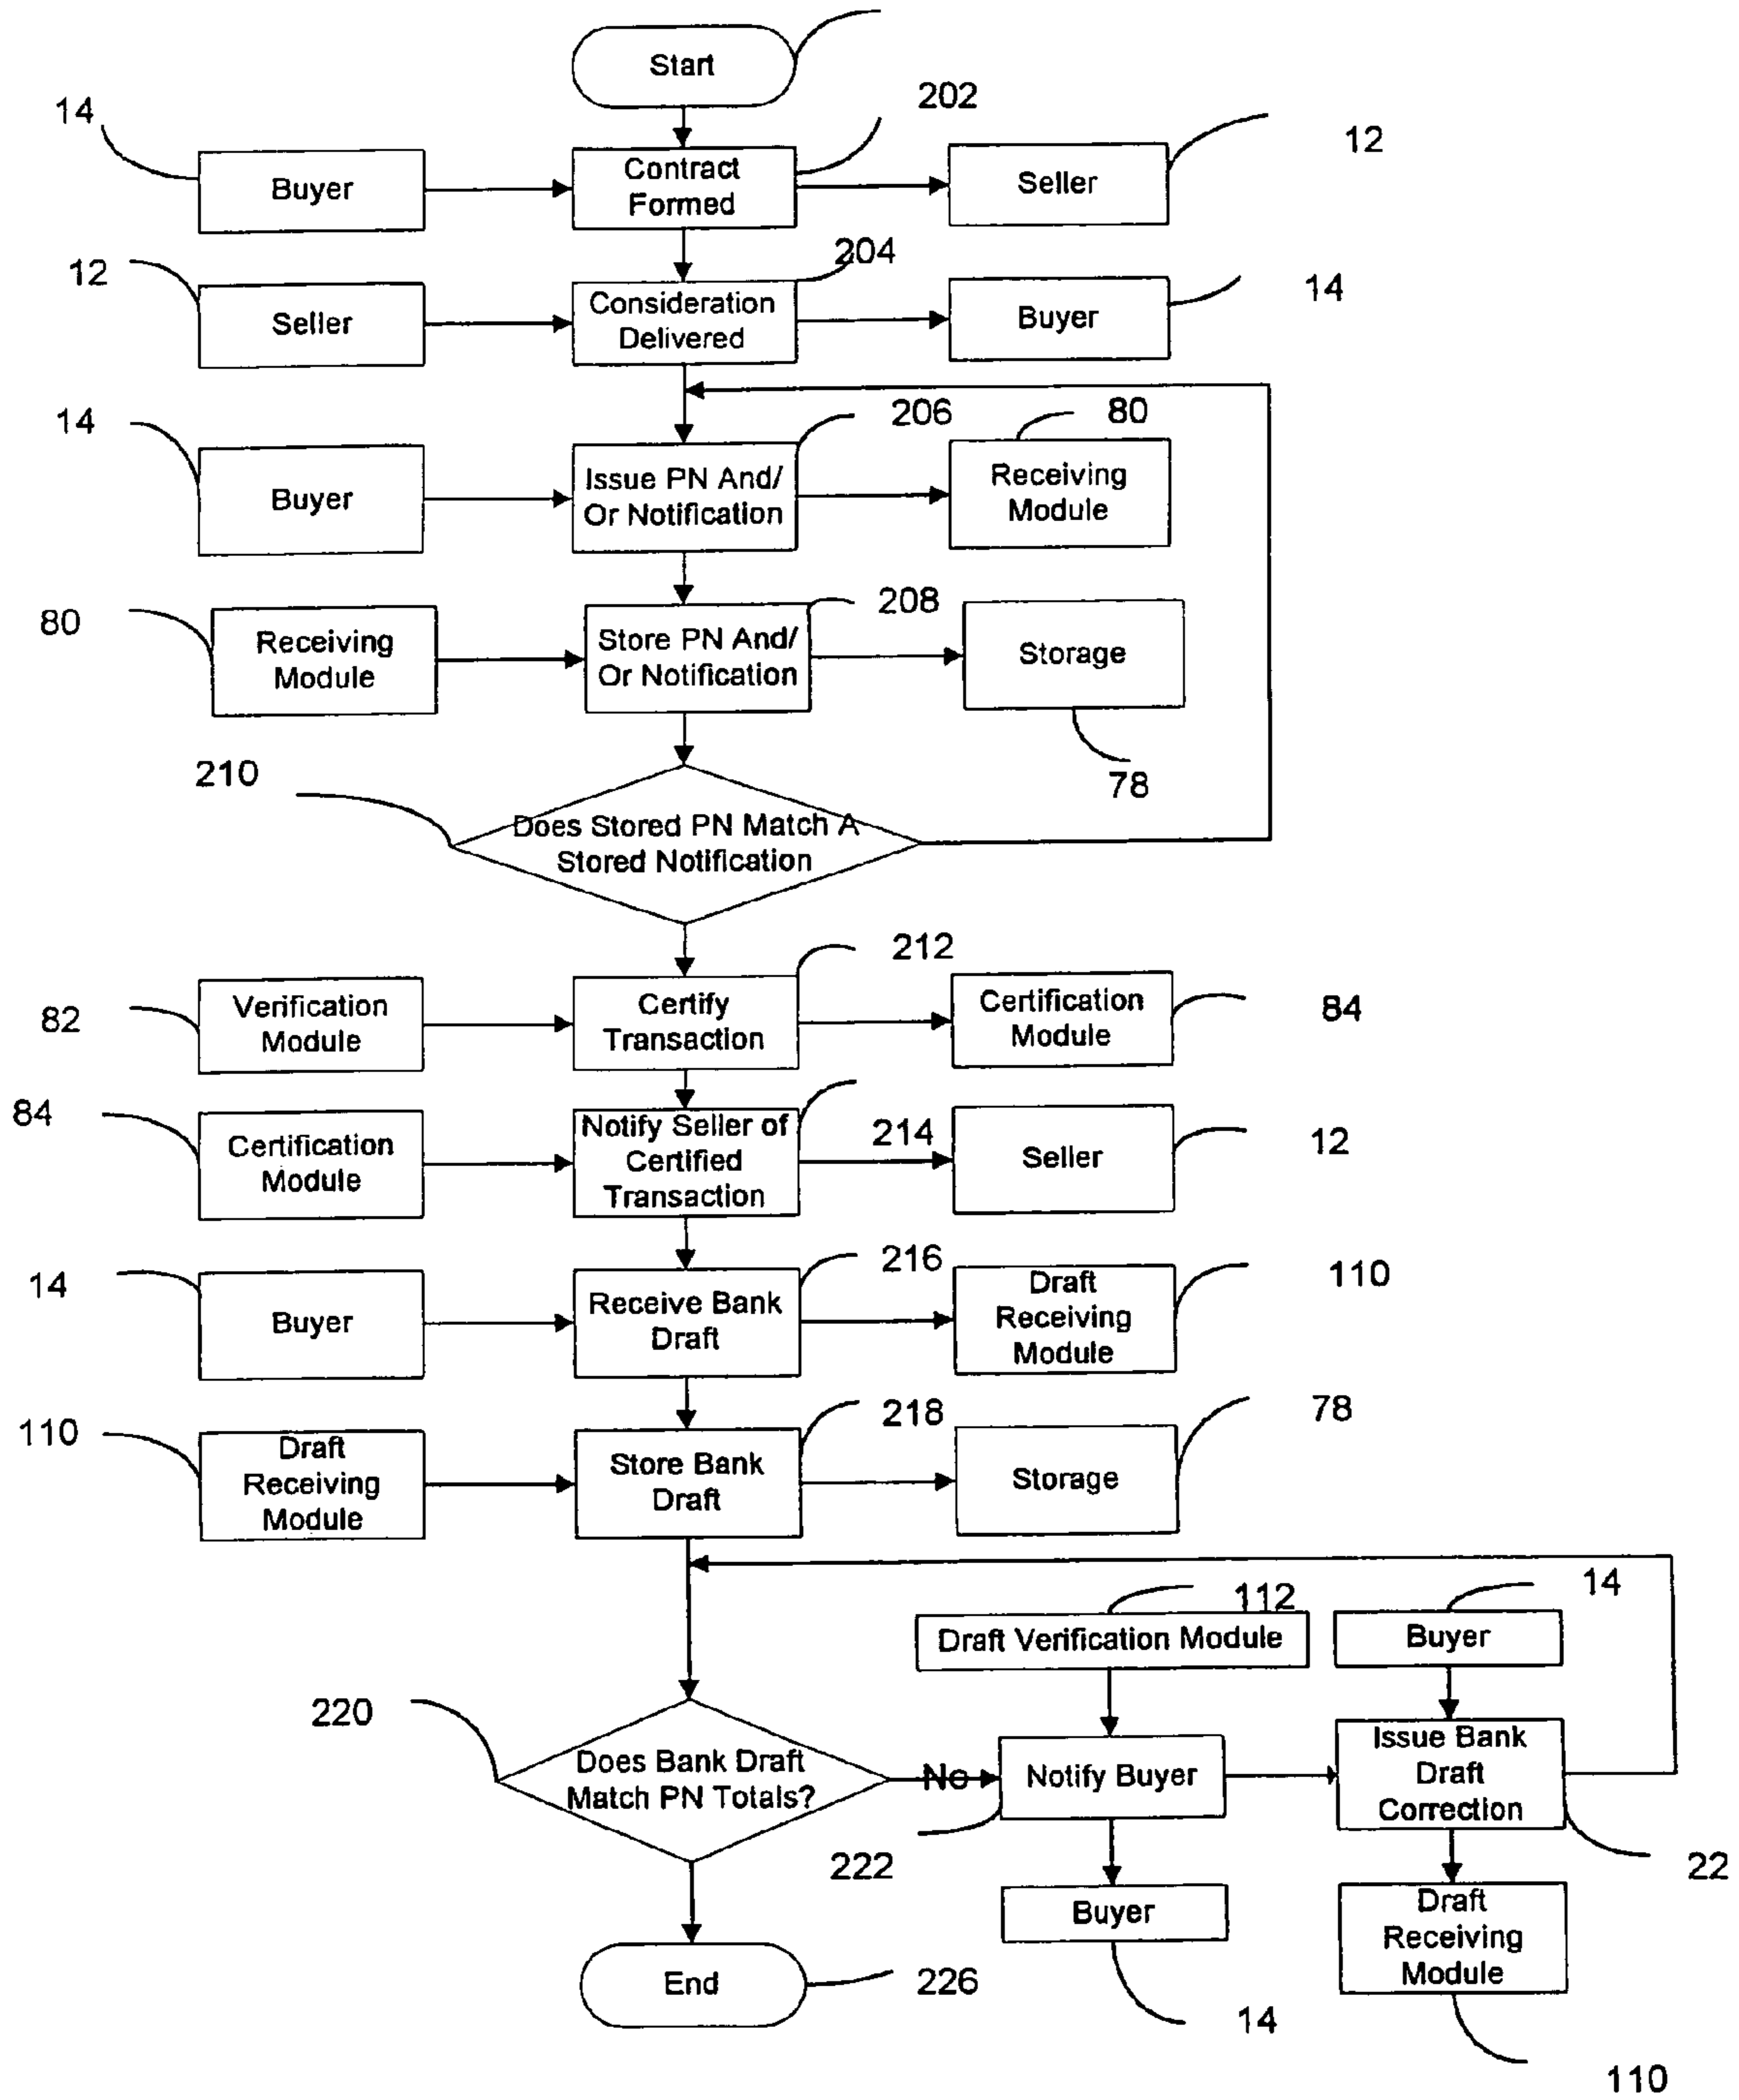 Start
202
14
Buyer
Contract
Formed
Seller
12
204
12
Seller
Consideration
Delivered
Buyer
14
206
80
14
Buyer
Issue PN And/
Or Notification
Receiving
Module
208
80
Receiving
Module
Store PN And/
Or Notification
Storage
78
210
Does Stored PN Match A
Stored Notification
212
82
Verification
Module
Certify
Transaction
Certification
Module
84
84
Certification
Module
Notify Seller of
Certified
Transaction
214
Seller
12
216
14
Buyer
Receive Bank
Draft
Draft
Receiving
Module
110
218
110
Draft
Receiving
Module
Store Bank
Draft
Storage
78
112
14
Draft Verification Module
Buyer
220
Does Bank Draft
Match PN Totals?
No
Notify Buyer
Issue Bank
Draft
Correction
222
22
Buyer
Draft
Receiving
Module
End
226
14
110